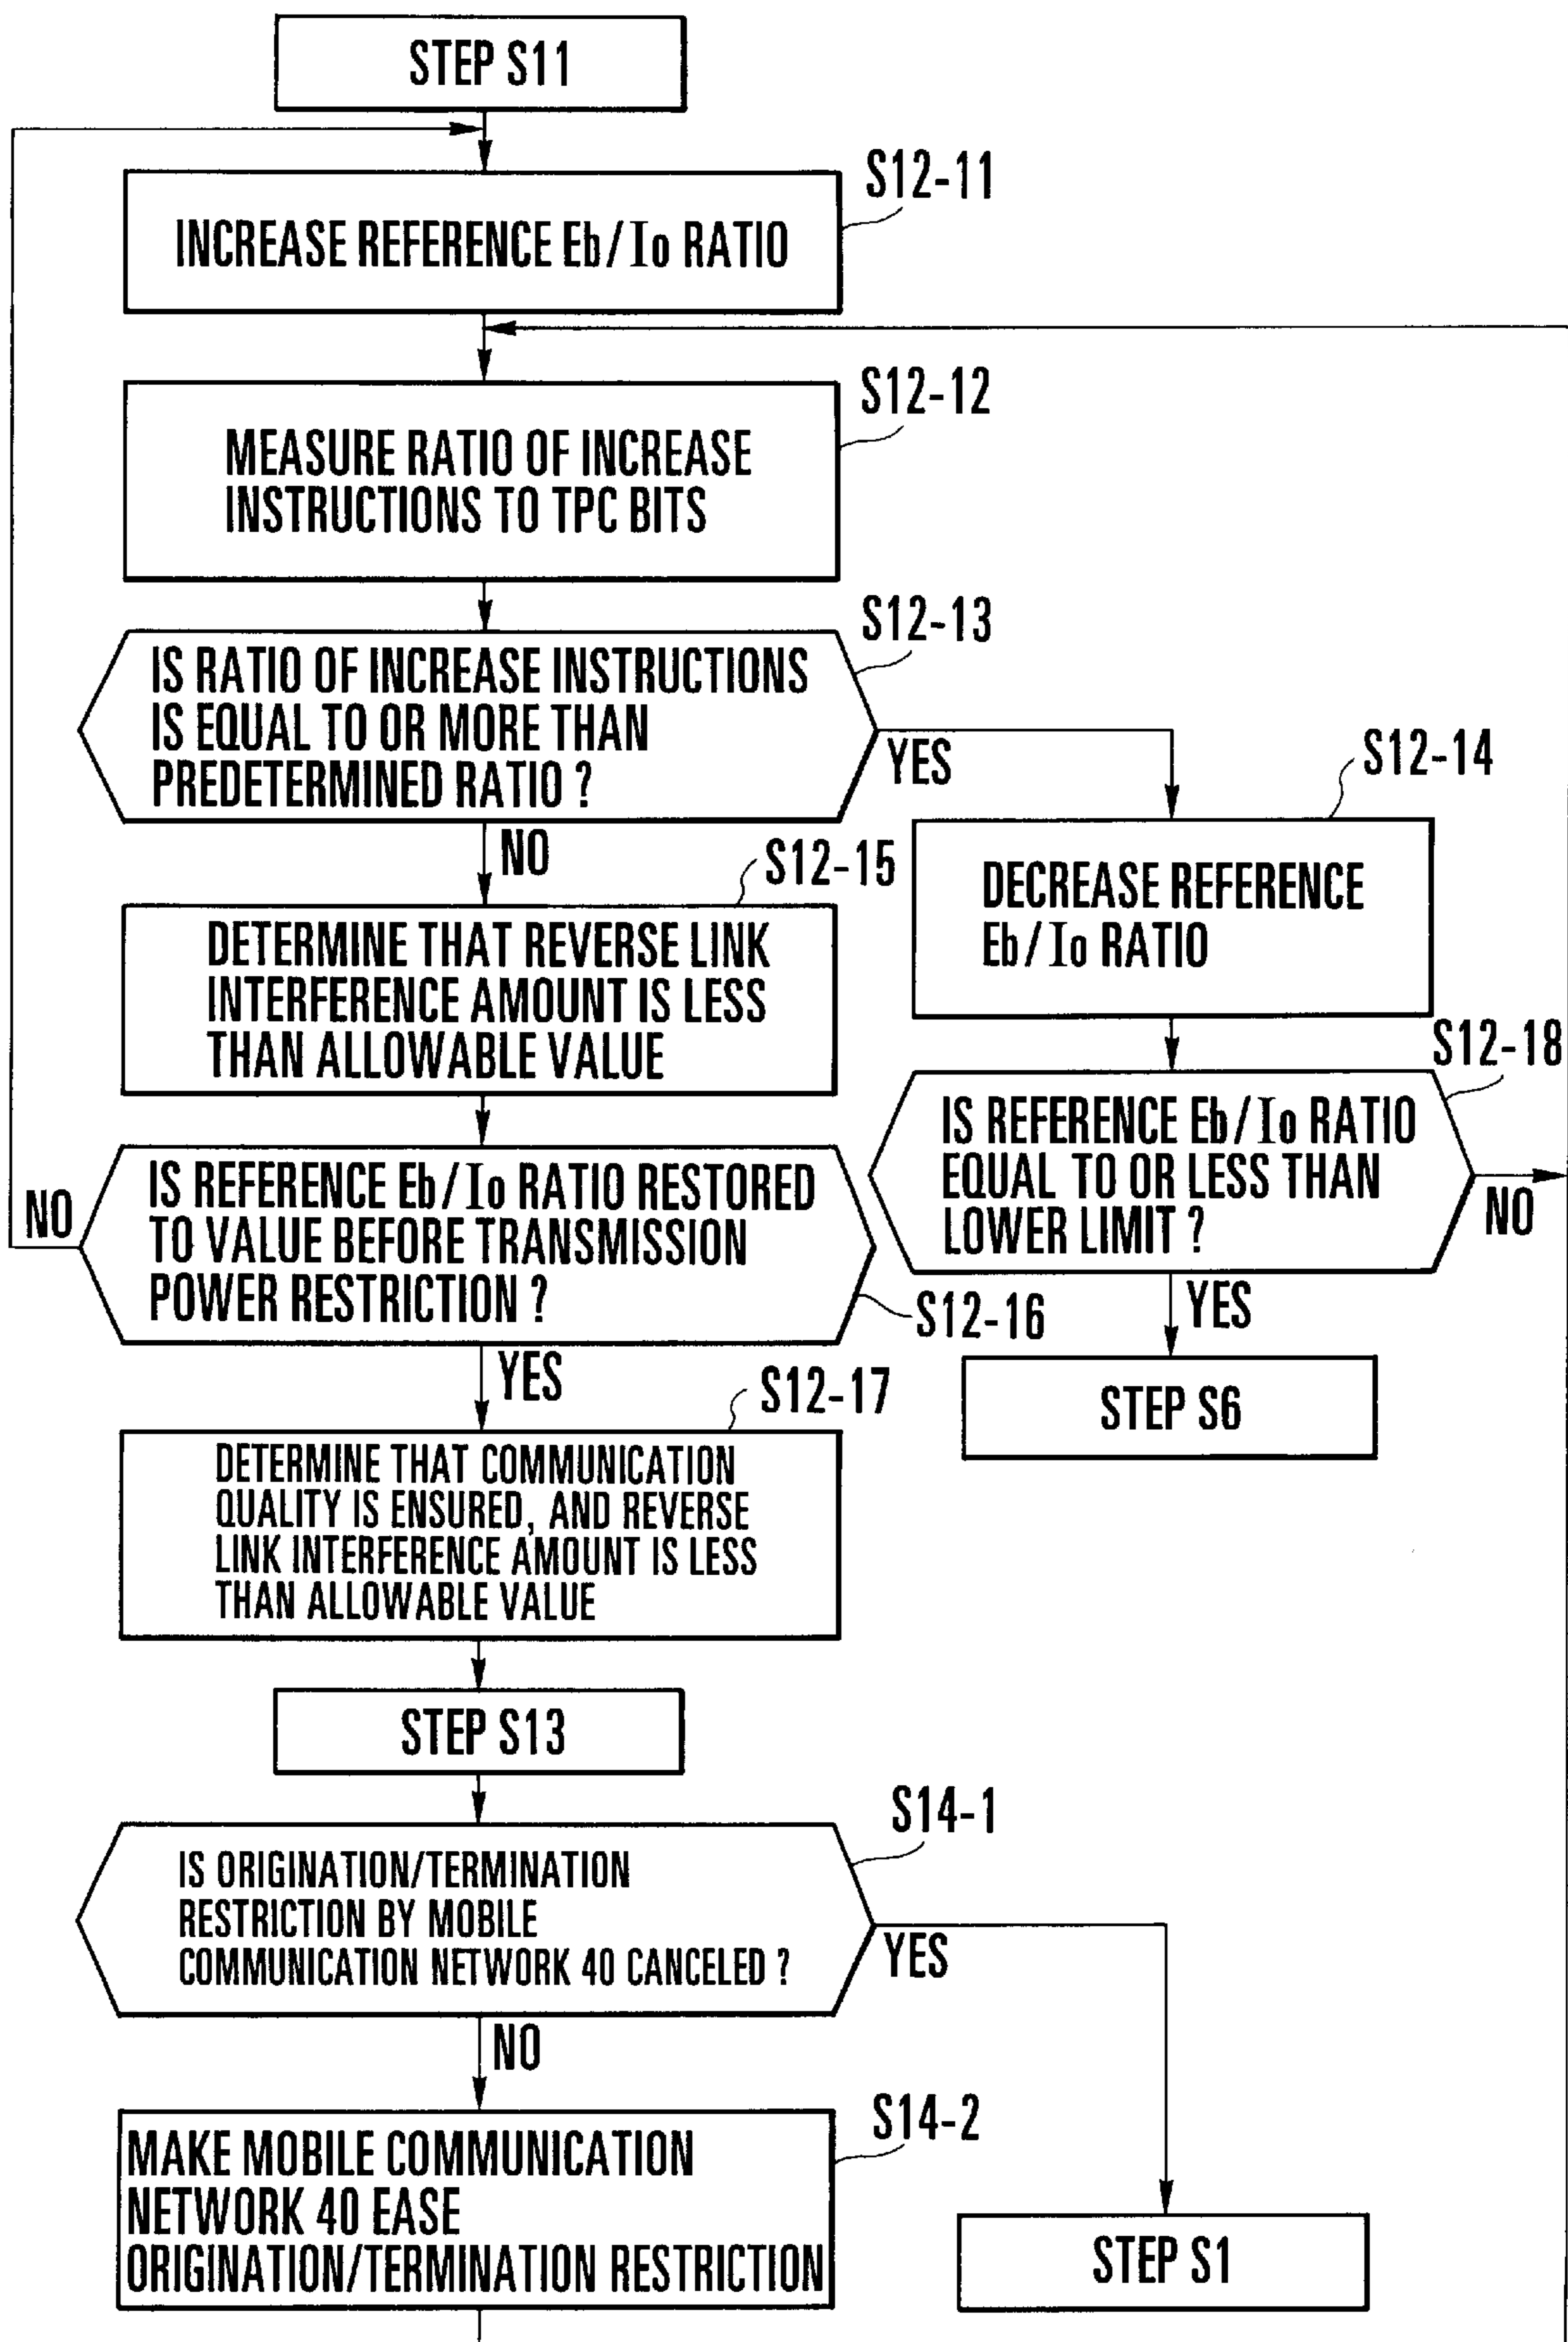 STEP S11
S12-11
INCREASE REFERENCE Eb/Io RATIO
S12-12
MEASURE RATIO OF INCREASE
INSTRUCTIONS TO TPC BITS
S12-13
IS RATIO OF INCREASE INSTRUCTIONS
IS EQUAL TO OR MORE THAN
PREDETERMINED RATIO ?
YES
NO
S12-14
DECREASE REFERENCE
Eb/Io RATIO
S12-15
DETERMINE THAT REVERSE LINK
INTERFERENCE AMOUNT IS LESS
THAN ALLOWABLE VALUE
S12-18
IS REFERENCE Eb/Io RATIO
EQUAL TO OR LESS THAN
LOWER LIMIT ?
NO
YES
STEP S6
NO
IS REFERENCE Eb/Io RATIO RESTORED
TO VALUE BEFORE TRANSMISSION
POWER RESTRICTION ?
S12-16
YES
S12-17
DETERMINE THAT COMMUNICATION
QUALITY IS ENSURED, AND REVERSE
LINK INTERFERENCE AMOUNT IS LESS
THAN ALLOWABLE VALUE
STEP S13
S14-1
IS ORIGINATION/TERMINATION
RESTRICTION BY MOBILE
COMMUNICATION NETWORK 40 CANCELED ?
YES
NO
S14-2
MAKE MOBILE COMMUNICATION
NETWORK 40 EASE
ORIGINATION/TERMINATION RESTRICTION
STEP S1